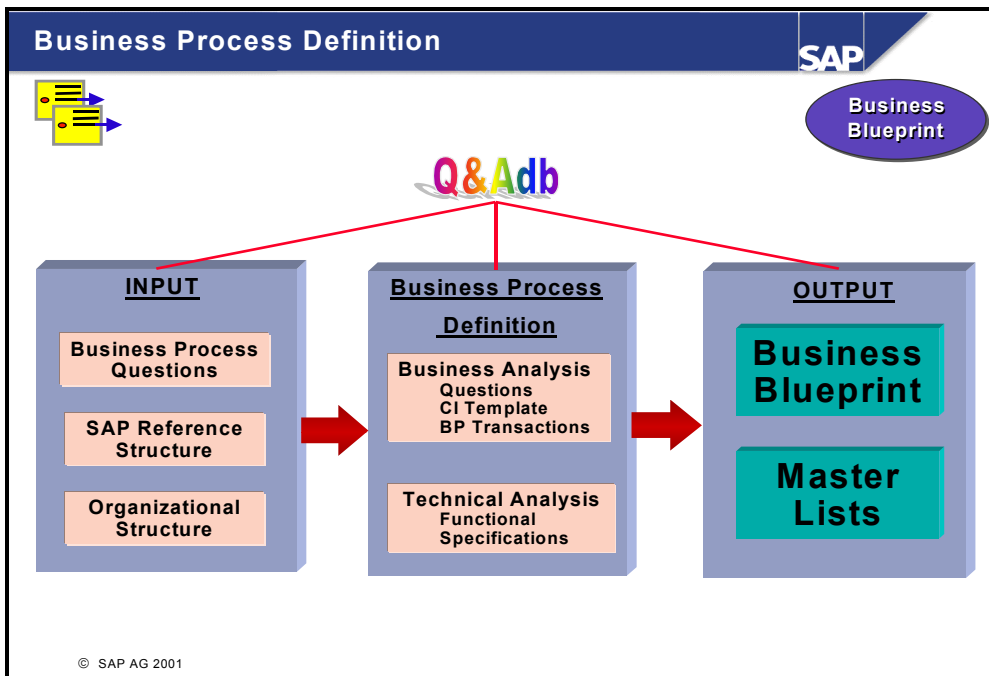 Business Process Definition
SAP
Business
Blueprint
Q&Adb
INPUT
Business Process
Questions
SAP Reference
Structure
Organizational
Structure
Business Process
Definition
Business Analysis
Questions
CI Template
BP Transactions
Technical Analysis
Functional
Specifications
OUTPUT
Business
Blueprint
Master
Lists
© SAP AG 2001